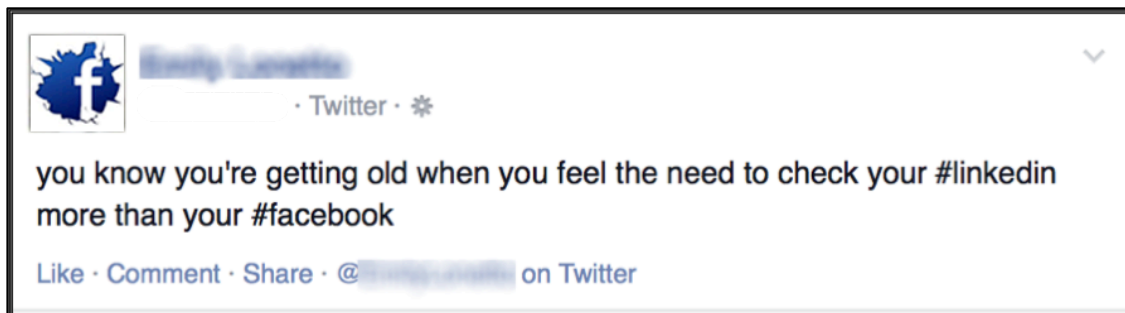 f
· Twitter ·
you know you're getting old when you feel the need to check your #linkedin
more than your #facebook
Like · Comment · Share · @ on Twitter